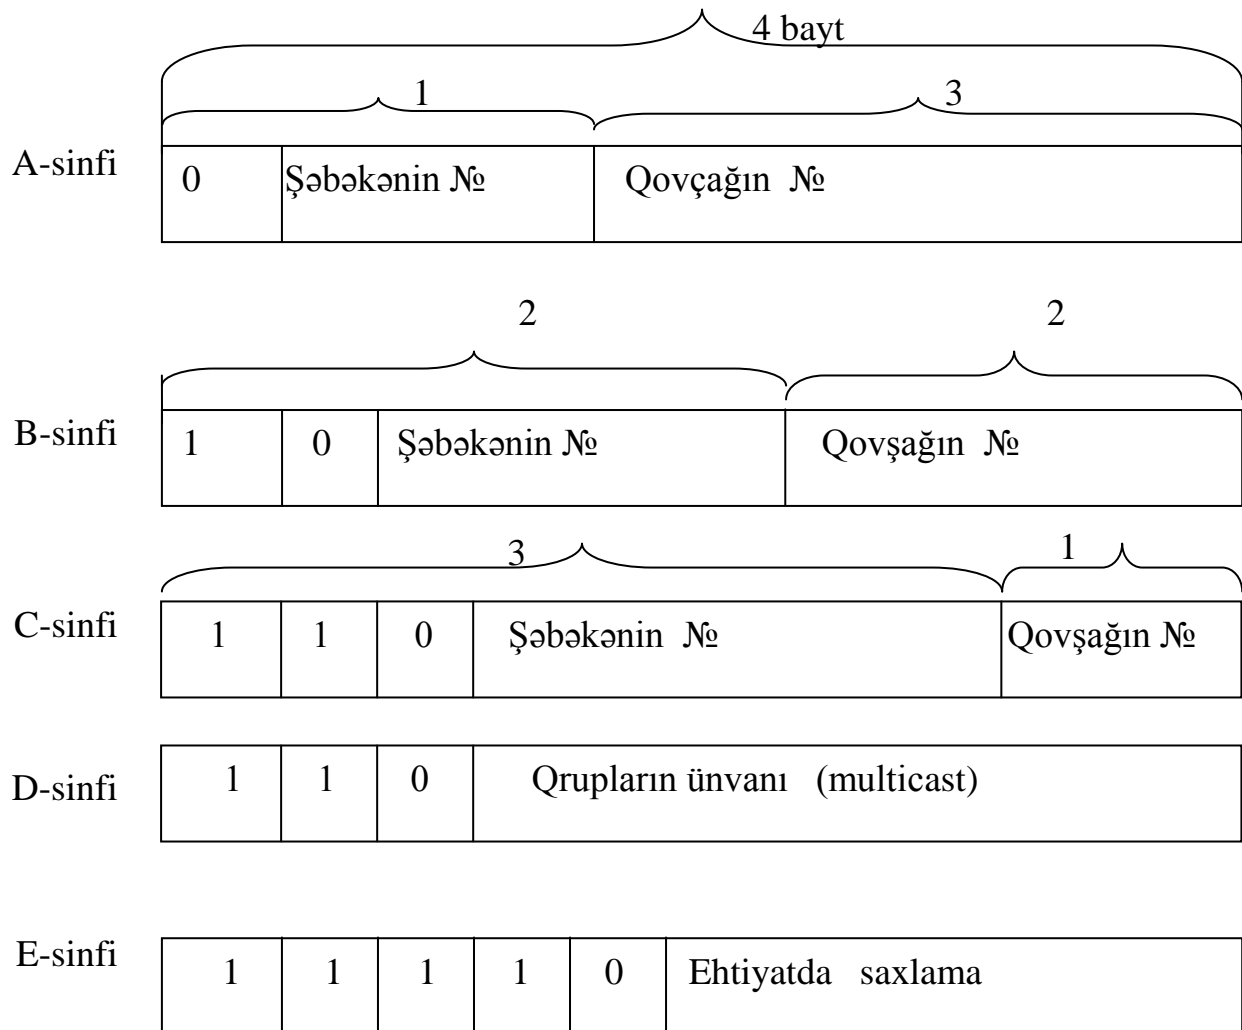 4 bayt
1 3
A-sinfi 0 Şəbəkənin № Qovçağın №
2 2
B-sinfi 1 0 Şəbəkənin № Qovşağın №
3 1
C-sinfi 1 1 0 Şəbəkənin № Qovşağın №
D-sinfi 1 1 0 Qrupların ünvanı (multicast)
E-sinfi 1 1 1 1 0 Ehtiyatda saxlama